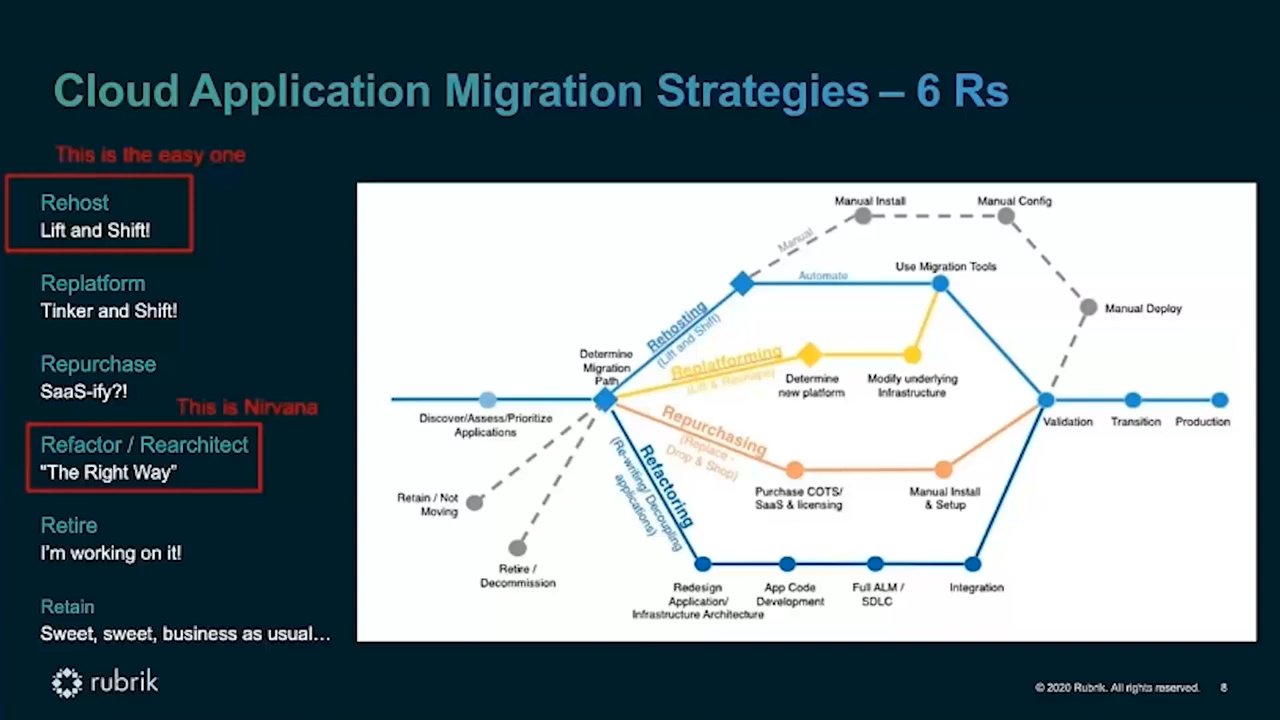 Cloud Application Migration Strategies – 6 Rs
This is the easy one
Rehost
Lift and Shift!
Replatform
Tinker and Shift!
Repurchase
SaaS-ify?!
This is Nirvana
Refactor / Rearchitect
"The Right Way"
Retire
I'm working on it!
Retain
Sweet, sweet, business as usual...
Discover/Assess/Prioritize
Applications
Determine
Migration
Path
Retain / Not
Moving
Retire /
Decommission
Rehosting
(Lift and Shift)
Manual
Manual Install
Manual Config
Manual Deploy
Automate
Use Migration Tools
Replatforming
(Lift & Reshape)
Determine
new platform
Modify underlying
Infrastructure
Repurchasing
(Replace -
Drop & Shop)
Purchase COTS/
SaaS & licensing
Manual Install
& Setup
Refactoring
(Re-writing/ Decoupling
applications)
Redesign
Application/
Infrastructure Architecture
App Code
Development
Full ALM /
SDLC
Integration
Validation
Transition
Production
rubrik
© 2020 Rubrik. All rights reserved.
8